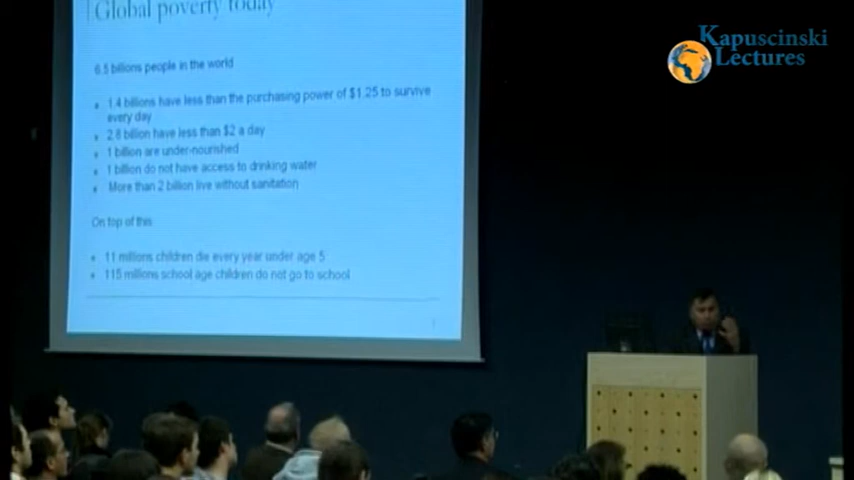 Global poverty today
Kapuscinski
Lectures
6.5 billions people in the world
1.4 billions have less than the purchasing power of $1.25 to survive
every day
2.6 billion have less than $2 a day
1 billion are under-nourished
1 billion do not have access to drinking water
More than 2 billion live without sanitation
On top of this
11 millions children die every year under age 5
115 millions school age children do not go to school